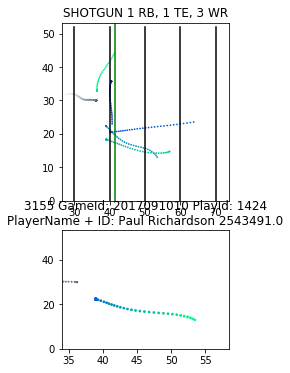 SHOTGUN 1 RB, 1 TE, 3 WR
50
40
30
20
10
0
30 40 50 60 70
3155 GameId: 2017091010 PlayId: 1424
PlayerName + ID: Paul Richardson 2543491.0
40
20
0
35 40 45 50 55